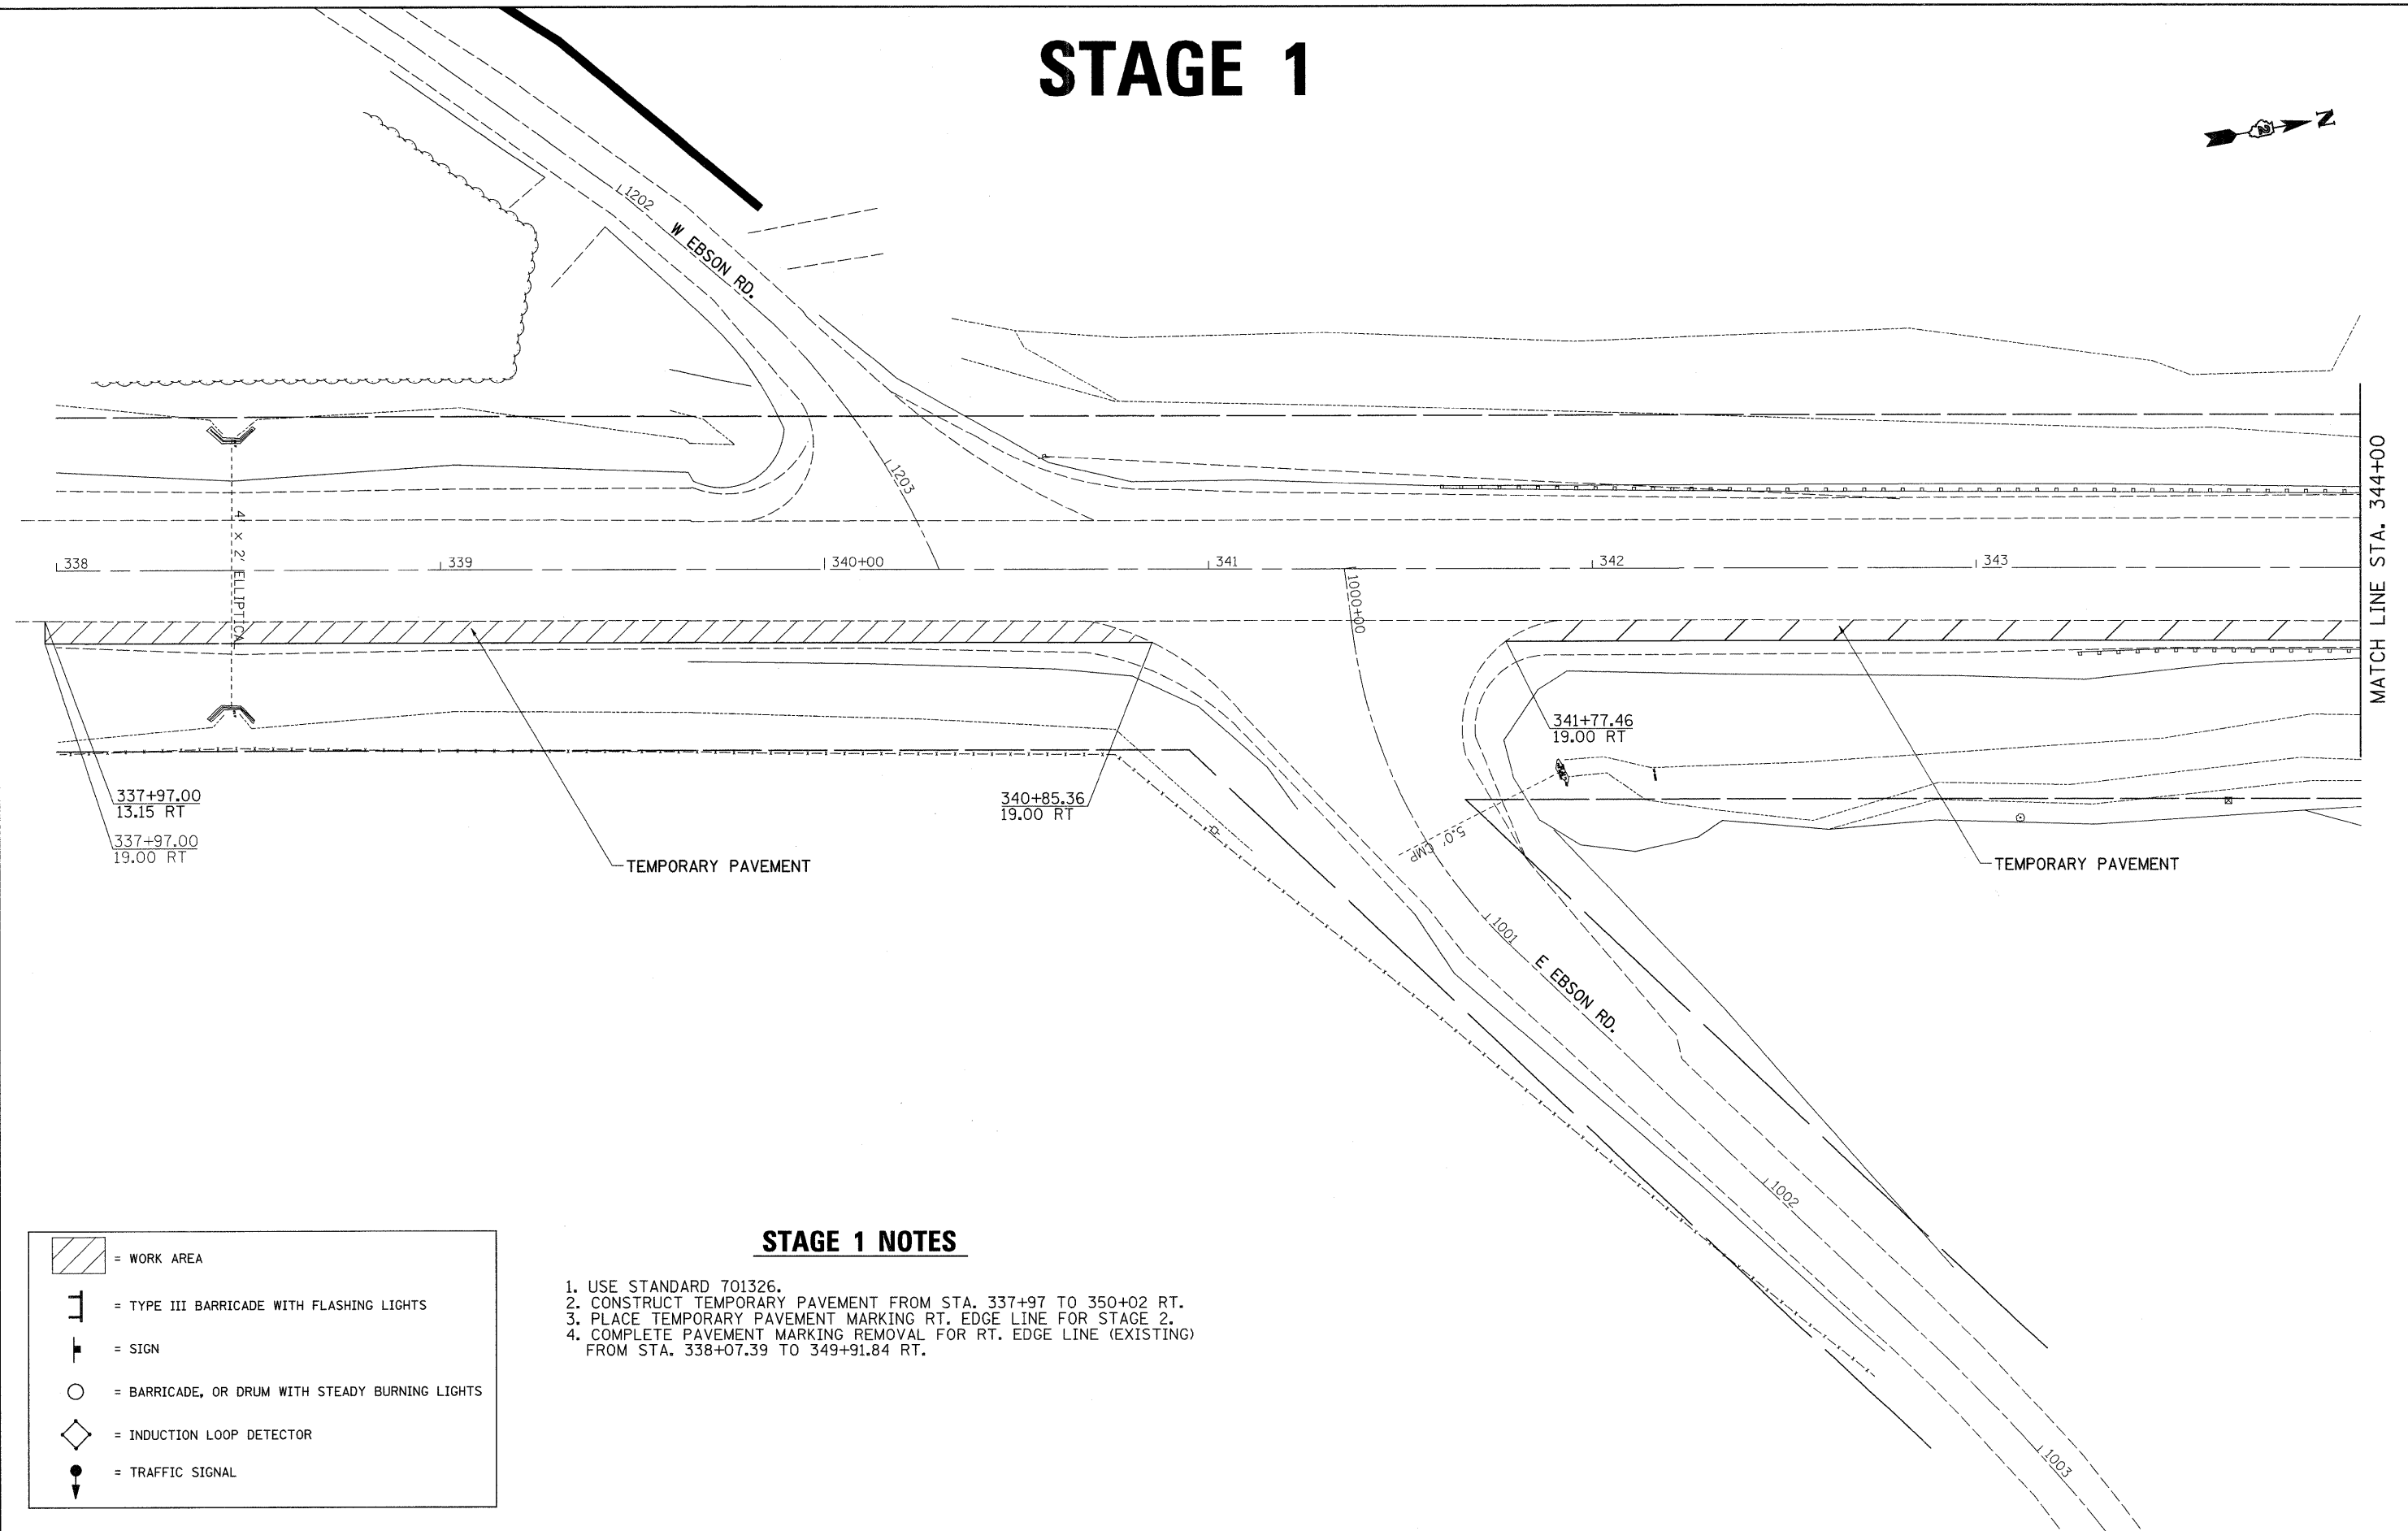 STAGE 1
N
1202
W EBSON RD.
1203
MATCH LINE STA. 344+00
4' x 2' ELLIPTICAL
338
339
340+00
341
342
343
1000+00
341+77.46
19.00 RT
337+97.00
13.15 RT
337+97.00
19.00 RT
340+85.36
19.00 RT
5.0' CMP
TEMPORARY PAVEMENT
TEMPORARY PAVEMENT
1001
E EBSON RD.
1002
1003
= WORK AREA
= TYPE III BARRICADE WITH FLASHING LIGHTS
= SIGN
= BARRICADE, OR DRUM WITH STEADY BURNING LIGHTS
= INDUCTION LOOP DETECTOR
= TRAFFIC SIGNAL
STAGE 1 NOTES
1. USE STANDARD 701326.
2. CONSTRUCT TEMPORARY PAVEMENT FROM STA. 337+97 TO 350+02 RT.
3. PLACE TEMPORARY PAVEMENT MARKING RT. EDGE LINE FOR STAGE 2.
4. COMPLETE PAVEMENT MARKING REMOVAL FOR RT. EDGE LINE (EXISTING)
FROM STA. 338+07.39 TO 349+91.84 RT.